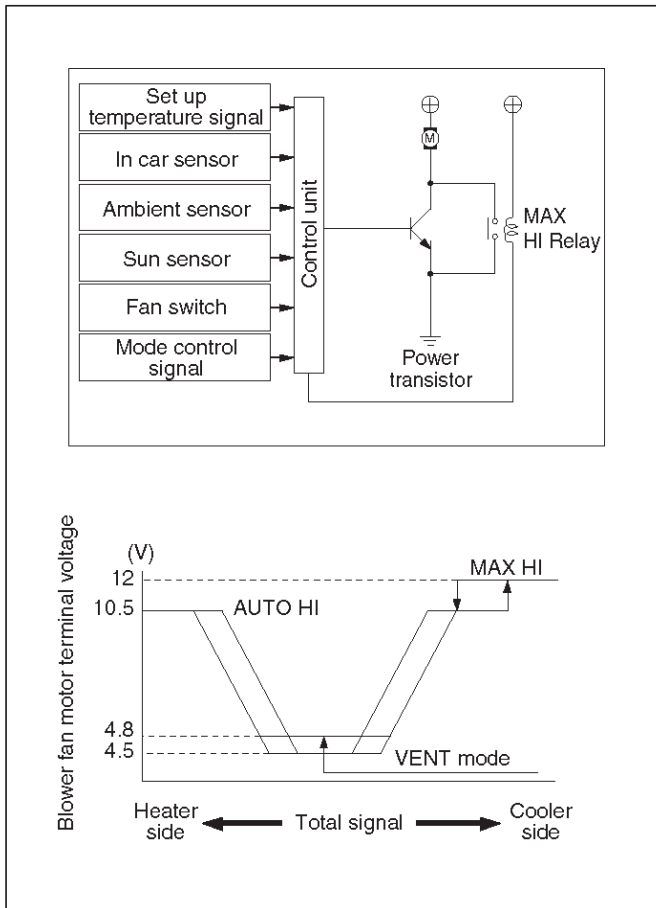 Set up
temperature signal
In car sensor
Ambient sensor
Sun sensor
Fan switch
Mode control
signal
Control unit
M
MAX
HI Relay
Power
transistor
Blower fan motor terminal voltage
(V)
12
10.5
4.8
4.5
MAX HI
AUTO HI
VENT mode
Heater
side
Total signal
Cooler
side